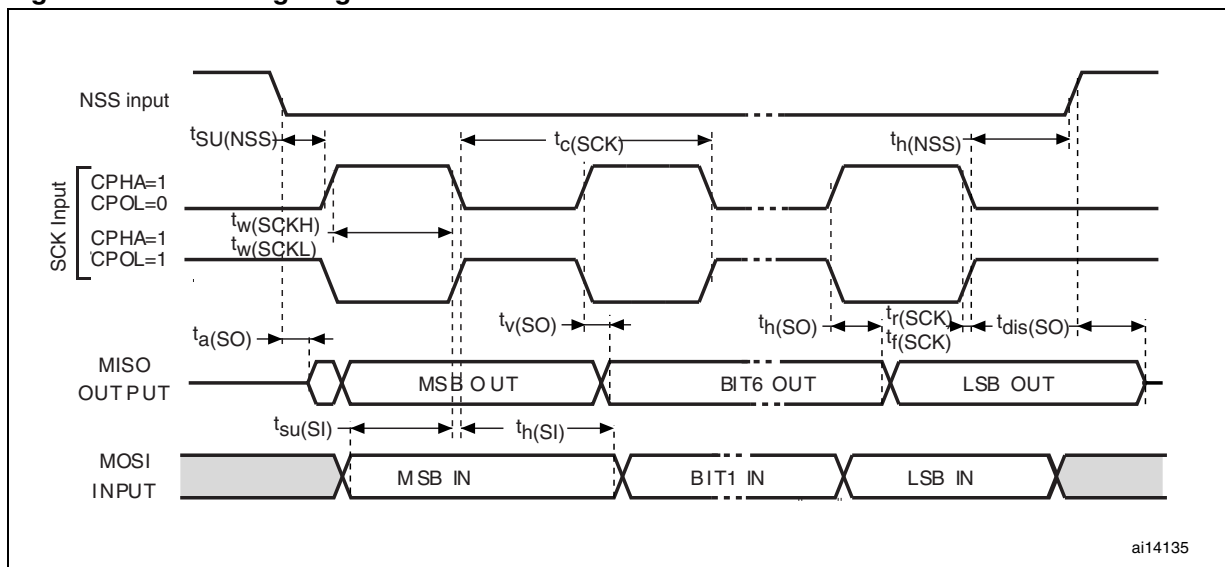 NSS input
tSU(NSS)
tc(SCK)
th(NSS)
SCK Input
CPHA=1
CPOL=0
tw(SCKH)
CPHA=1
tw(SCKL)
CPOL=1
ta(SO)
tv(SO)
th(SO)
tr(SCK)
tf(SCK)
tdis(SO)
MISO
OUTPUT
MSB OUT
BIT6 OUT
LSB OUT
tsu(SI)
th(SI)
MOSI
INPUT
MSB IN
BIT1 IN
LSB IN
ai14135